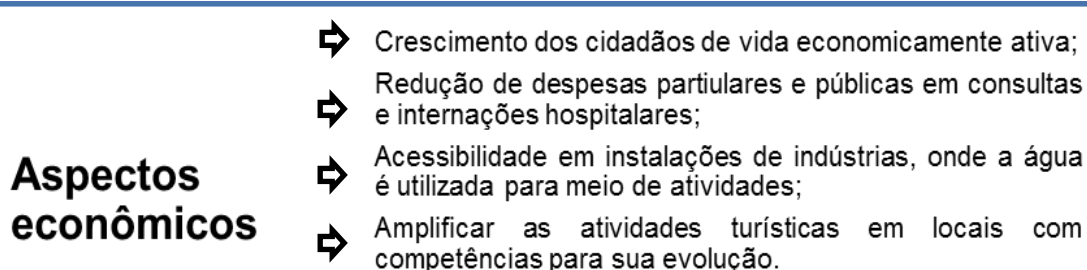 Aspectos
econômicos
Crescimento dos cidadãos de vida economicamente ativa;
Redução de despesas partiulares e públicas em consultas
e internações hospitalares;
Acessibilidade em instalações de indústrias, onde a água
é utilizada para meio de atividades;
Amplificar as atividades turísticas em locais com
competências para sua evolução.